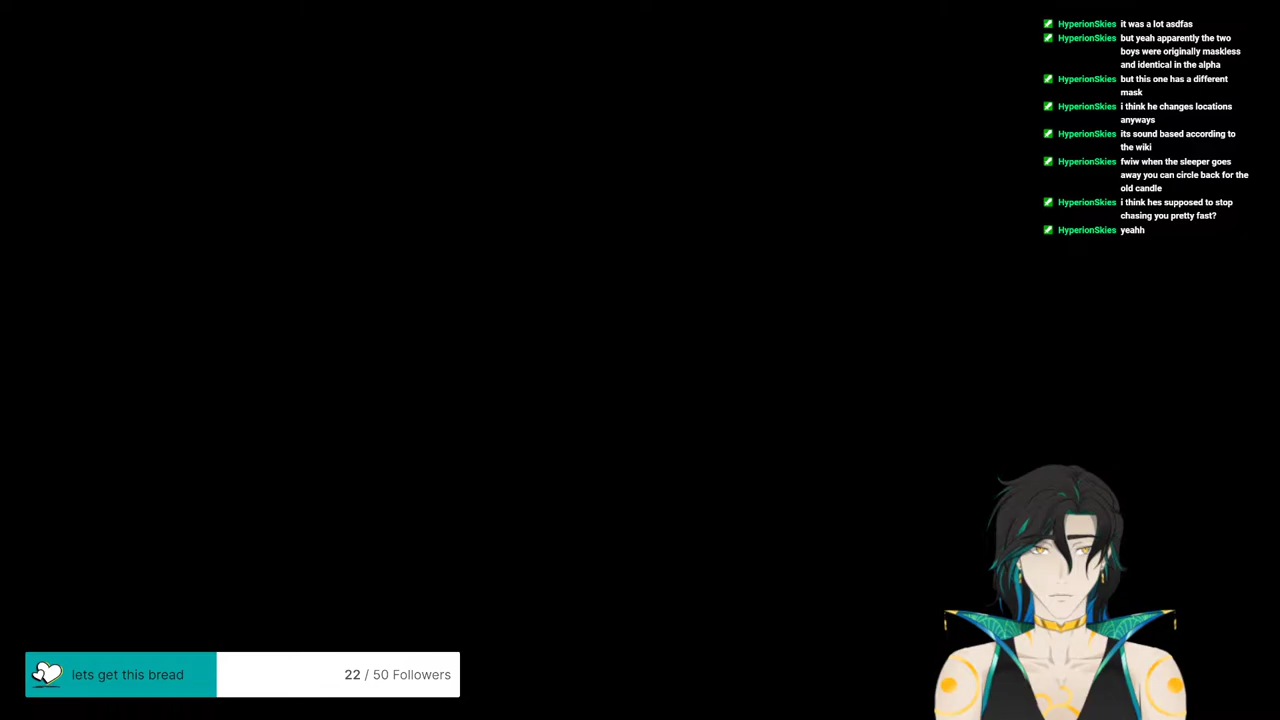 HyperionSkies it was a lot asdfas
HyperionSkies but yeah apparently the two
boys were originally maskless
and identical in the alpha
HyperionSkies but this one has a different
mask
HyperionSkies i think he changes locations
anyways
HyperionSkies its sound based according to
the wiki
HyperionSkies fwiw when the sleeper goes
away you can circle back for the
old candle
HyperionSkies i think hes supposed to stop
chasing you pretty fast?
HyperionSkies yeahh
lets get this bread 22 / 50 Followers